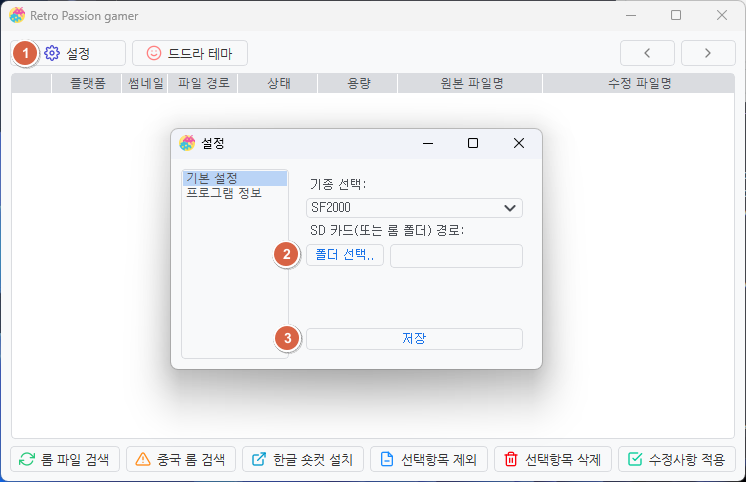 Retro Passion gamer
1 설정 드드라 테마
플랫폼 썸네일 파일 경로 상태 용량 원본 파일명 수정 파일명
설정
기본 설정
프로그램 정보
기종 선택:
SF2000
SD 카드(또는 롬 폴더) 경로:
2 폴더 선택..
3 저장
롬 파일 검색 중국 롬 검색 한글 숏컷 설치 선택항목 제외 선택항목 삭제 수정사항 적용